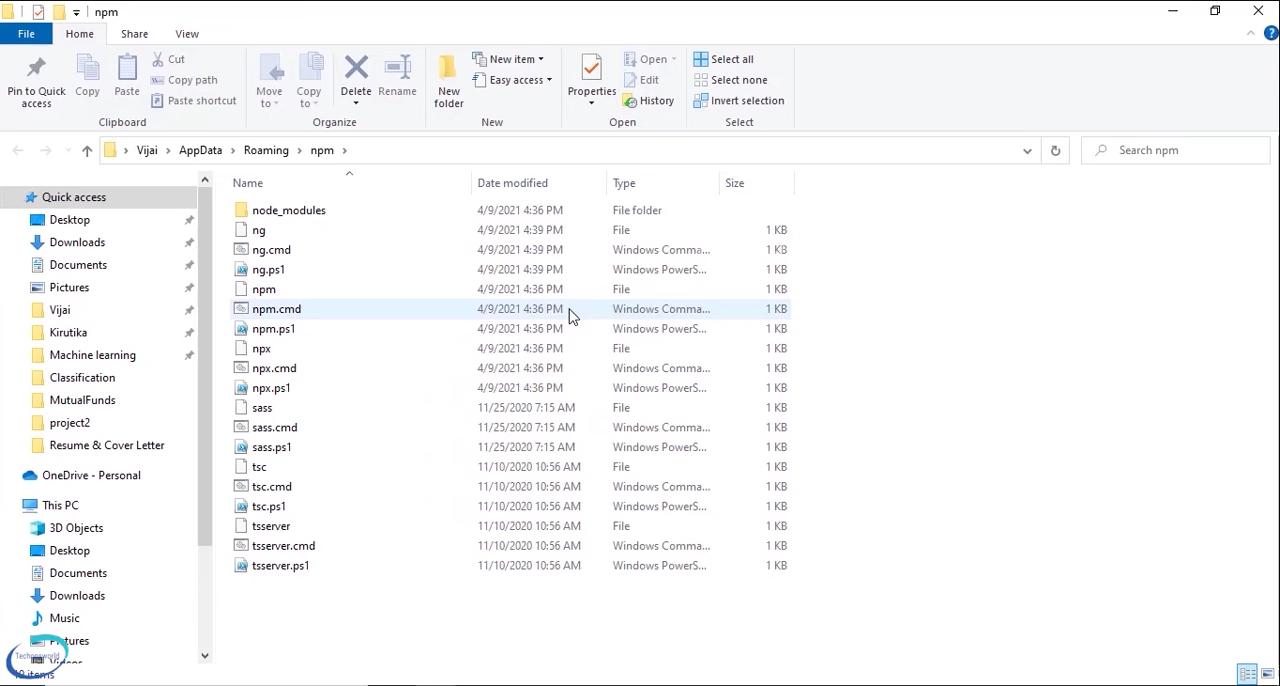 npm
File Home Share View
Pin to Quick access
Copy
Paste
Cut
Copy path
Paste shortcut
Clipboard
Move to
Copy to
Delete
Rename
Organize
New folder
New item
Easy access
New
Properties
Open
Edit
History
Open
Select all
Select none
Invert selection
Select
Vijai › AppData › Roaming › npm ›
Search npm
Quick access
Desktop
Downloads
Documents
Pictures
Vijai
Kirutika
Machine learning
Classification
MutualFunds
project2
Resume & Cover Letter
OneDrive - Personal
This PC
3D Objects
Desktop
Documents
Downloads
Music
Pictures
Videos
Name Date modified Type Size
node_modules 4/9/2021 4:36 PM File folder
ng 4/9/2021 4:39 PM File 1 KB
ng.cmd 4/9/2021 4:39 PM Windows Comma... 1 KB
ng.ps1 4/9/2021 4:39 PM Windows PowerS... 1 KB
npm 4/9/2021 4:36 PM File 1 KB
npm.cmd 4/9/2021 4:36 PM Windows Comma... 1 KB
npm.ps1 4/9/2021 4:36 PM Windows PowerS... 1 KB
npx 4/9/2021 4:36 PM File 1 KB
npx.cmd 4/9/2021 4:36 PM Windows Comma... 1 KB
npx.ps1 4/9/2021 4:36 PM Windows PowerS... 1 KB
sass 11/25/2020 7:15 AM File 1 KB
sass.cmd 11/25/2020 7:15 AM Windows Comma... 1 KB
sass.ps1 11/25/2020 7:15 AM Windows PowerS... 1 KB
tsc 11/10/2020 10:56 AM File 1 KB
tsc.cmd 11/10/2020 10:56 AM Windows Comma... 1 KB
tsc.ps1 11/10/2020 10:56 AM Windows PowerS... 1 KB
tsserver 11/10/2020 10:56 AM File 1 KB
tsserver.cmd 11/10/2020 10:56 AM Windows Comma... 1 KB
tsserver.ps1 11/10/2020 10:56 AM Windows PowerS... 1 KB
items